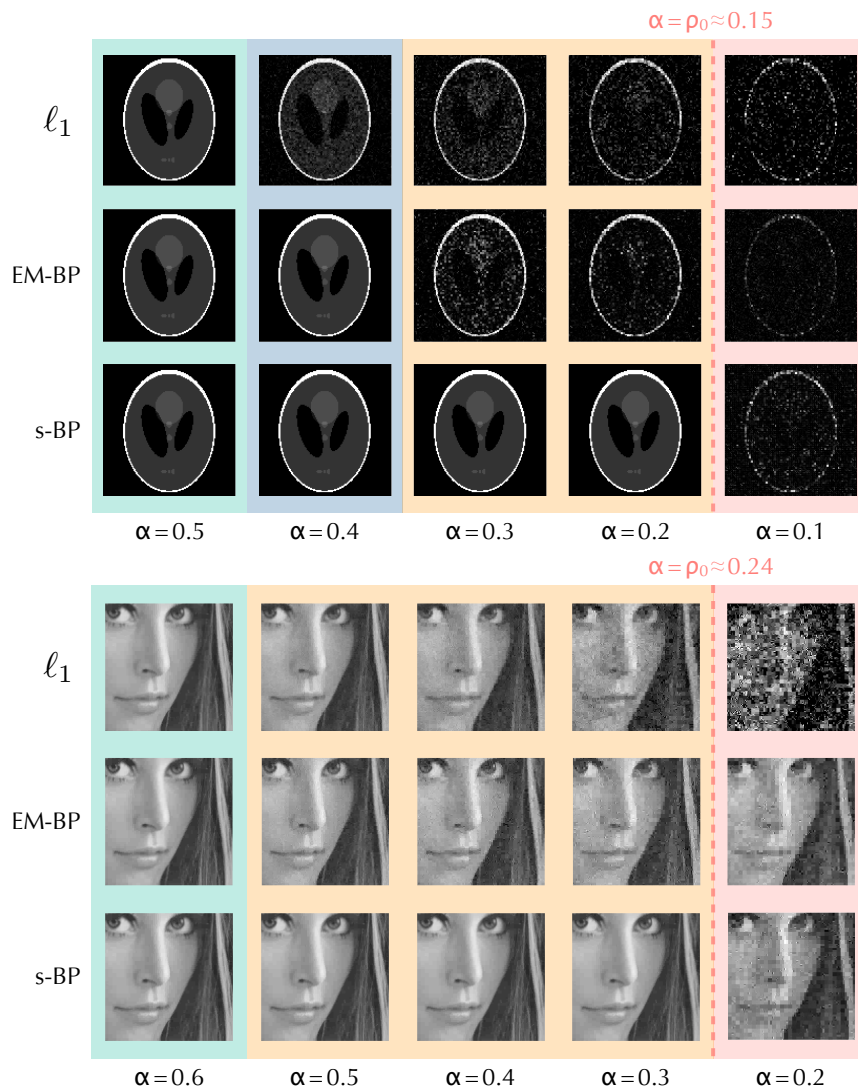 α = ρ₀ ≈ 0.15
ℓ₁
EM-BP
s-BP
α = 0.5 α = 0.4 α = 0.3 α = 0.2 α = 0.1
α = ρ₀ ≈ 0.24
ℓ₁
EM-BP
s-BP
α = 0.6 α = 0.5 α = 0.4 α = 0.3 α = 0.2